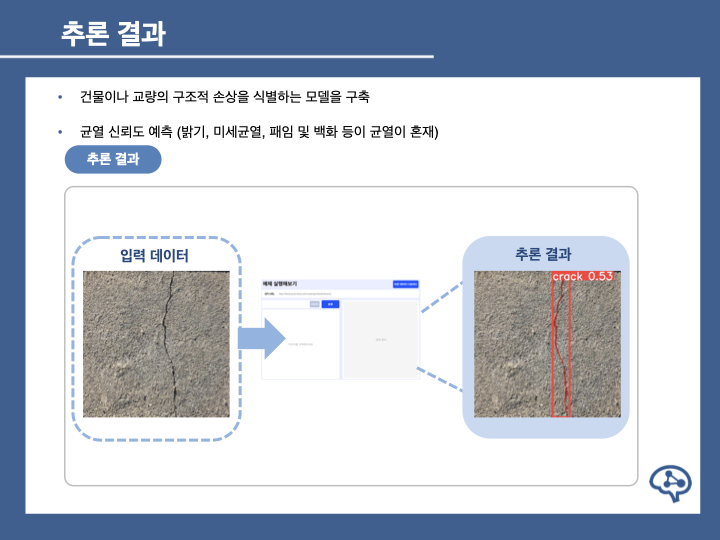 추론 결과
• 건물이나 교량의 구조적 손상을 식별하는 모델을 구축
• 균열 신뢰도 예측 (밝기, 미세균열, 패임 및 백화 등이 균열이 혼재)
추론 결과
입력 데이터
예제 실행해보기
추론 결과
crack 0.53